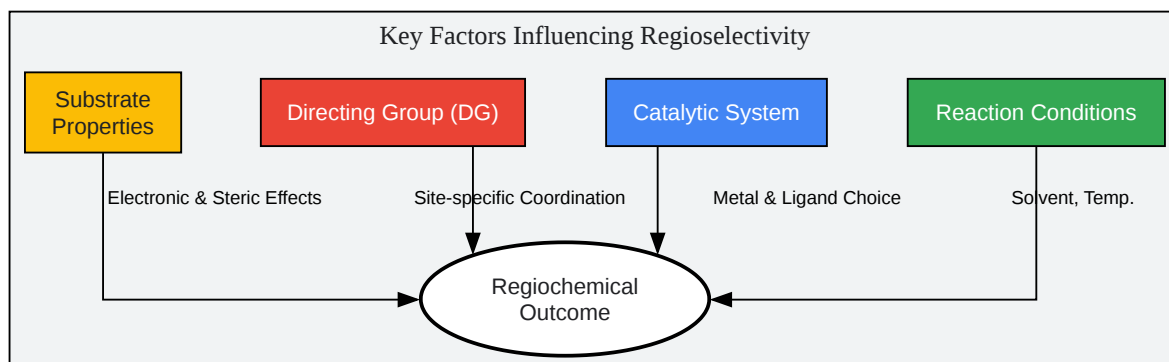 Key Factors Influencing Regioselectivity
Substrate
Properties
Directing Group (DG)
Catalytic System
Reaction Conditions
Electronic & Steric Effects
Site-specific Coordination
Metal & Ligand Choice
Solvent, Temp.
Regiochemical
Outcome